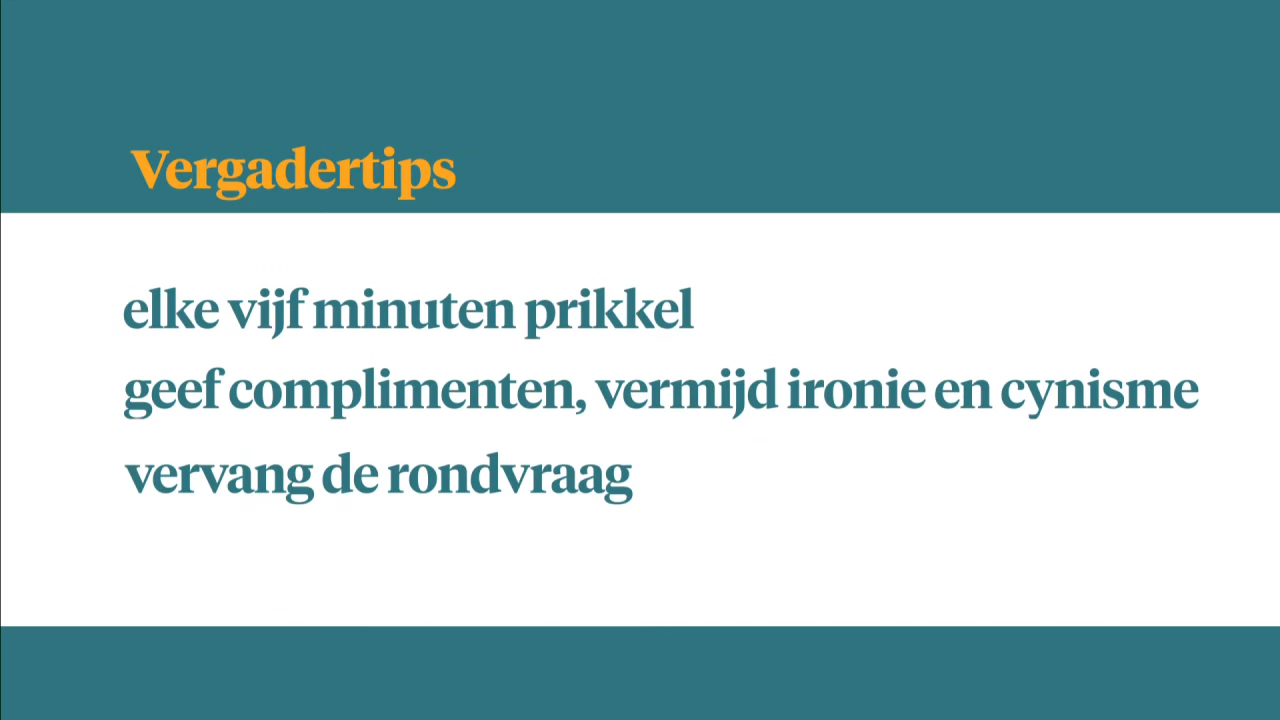 Vergadertips
elke vijf minuten prikkel
geef complimenten, vermijd ironie en cynisme
vervang de rondvraag